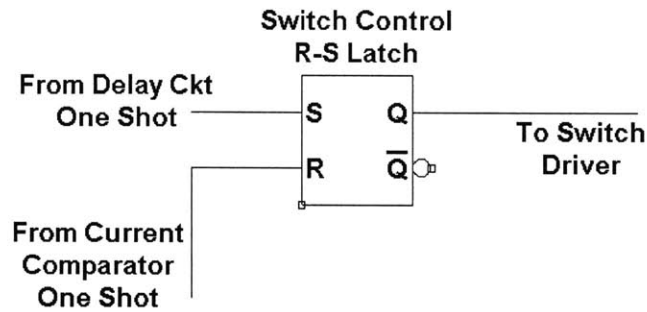 Switch Control
R-S Latch
From Delay Ckt
One Shot
S
Q
To Switch
Driver
R
Q̅
From Current
Comparator
One Shot